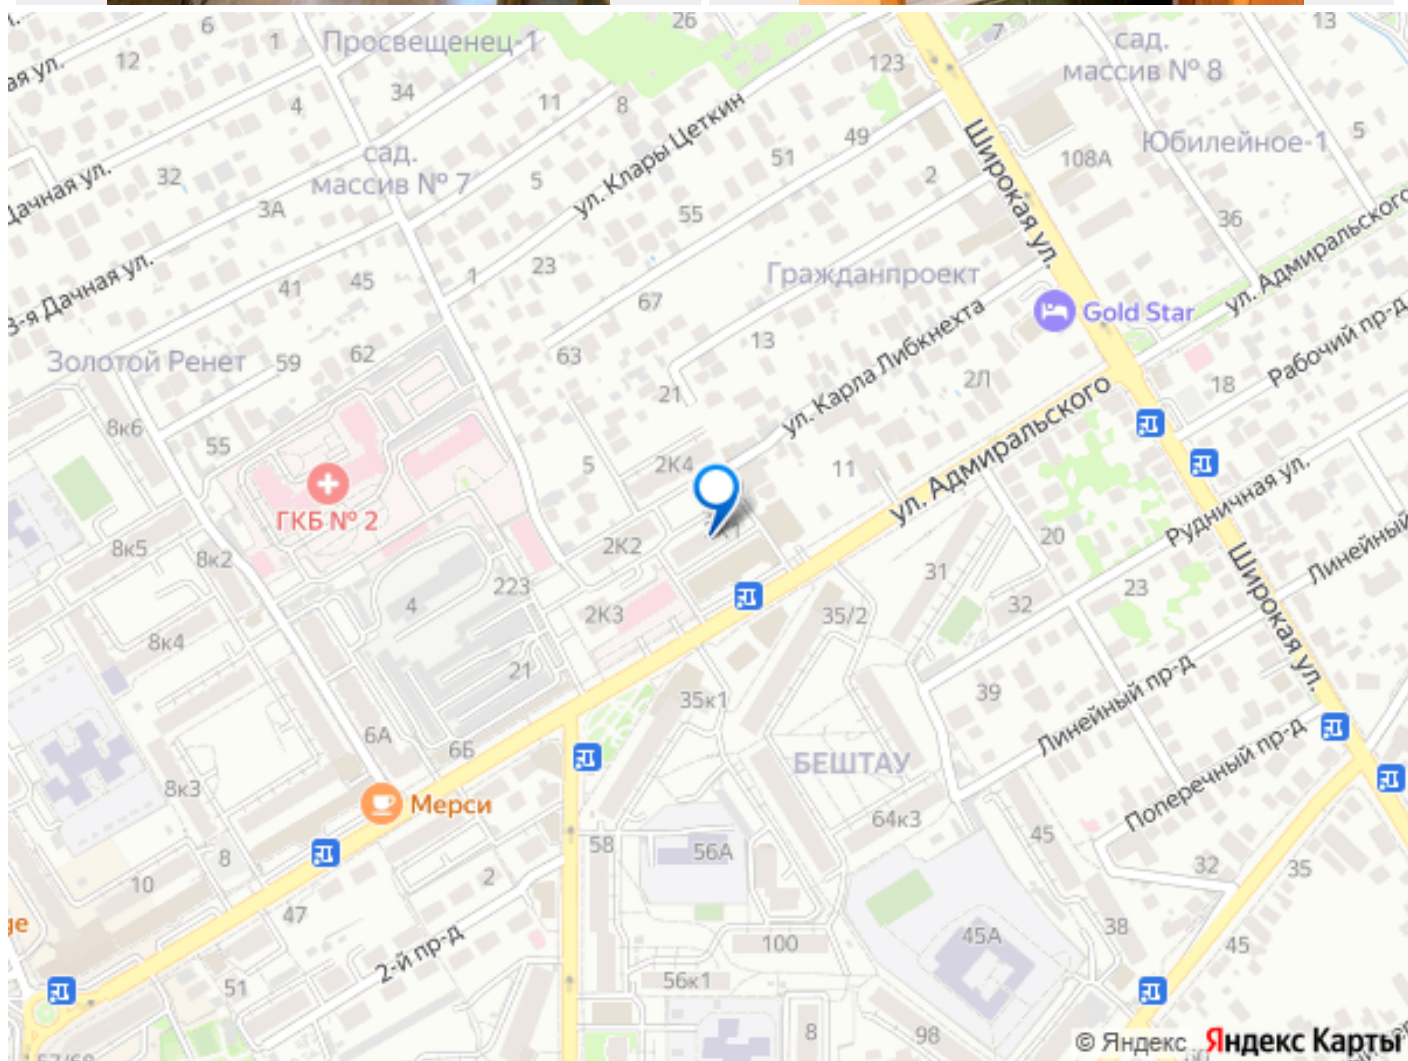 6
1
Просвещенец-1
26
7
сад.
массив № 8
13
12
ая ул.
4
34
11
8
123
Широкая ул.
сад.
массив № 7
ул. Клары Цеткин
49
51
108А
Юбилейное-1
5
Дачная ул.
32
3А
5
2
55
36
ул. Адмиральского
3-я Дачная ул.
41
45
1
23
67
Гражданпроект
Gold Star
Рабочий пр-д
Золотой Ренет
59
62
63
13
ул. Карла Либкнехта
2Л
18
21
8к6
55
5
2К4
11
ул. Адмиральского
Рудничная ул.
ГКБ № 2
Линейный
8к5
8к2
2К2
20
31
23
Широкая ул.
4
223
2К3
35/2
32
8к4
21
35к1
39
Линейный пр-д
6А
6Б
БЕШТАУ
Поперечный пр-д
8к3
Мерси
64к3
45
58
56А
8
10
2
32
35
ge
47
100
45А
38
45
2-й пр-д
51
56к1
8
98
57/68
© Яндекс
Яндекс Карты